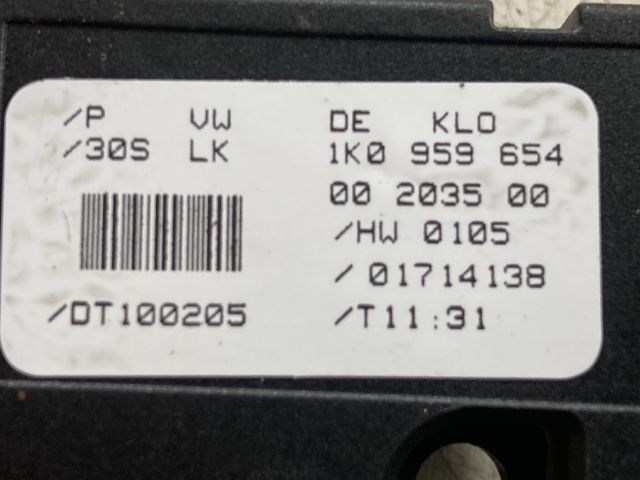 /P VW DE KLO
/30S LK 1K0 959 654
00 2035 00
/HW 0105
/ 01714138
/DT100205 /T11:31